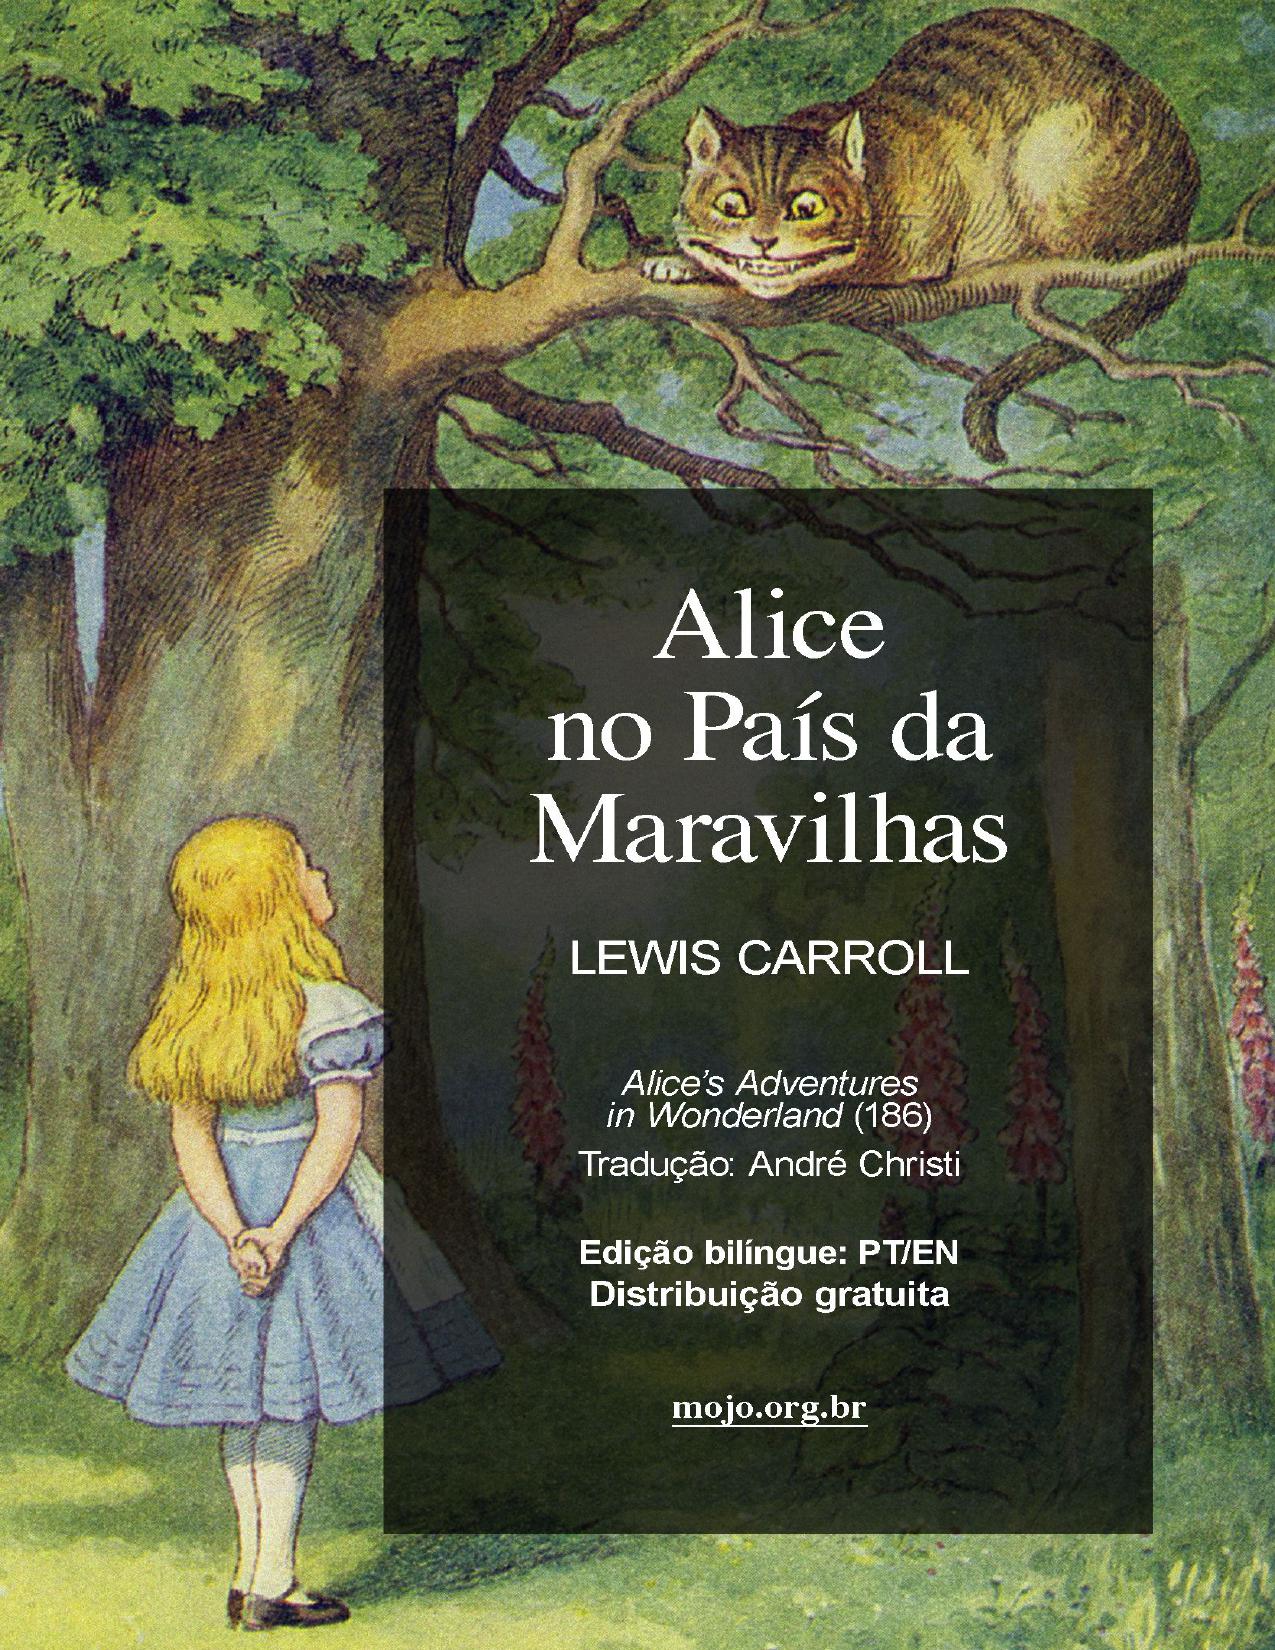 Alice
no País da
Maravilhas
LEWIS CARROLL
Alice’s Adventures
in Wonderland (186)
Tradução: André Christi
Edição bilíngue: PT/EN
Distribuição gratuita
mojo.org.br